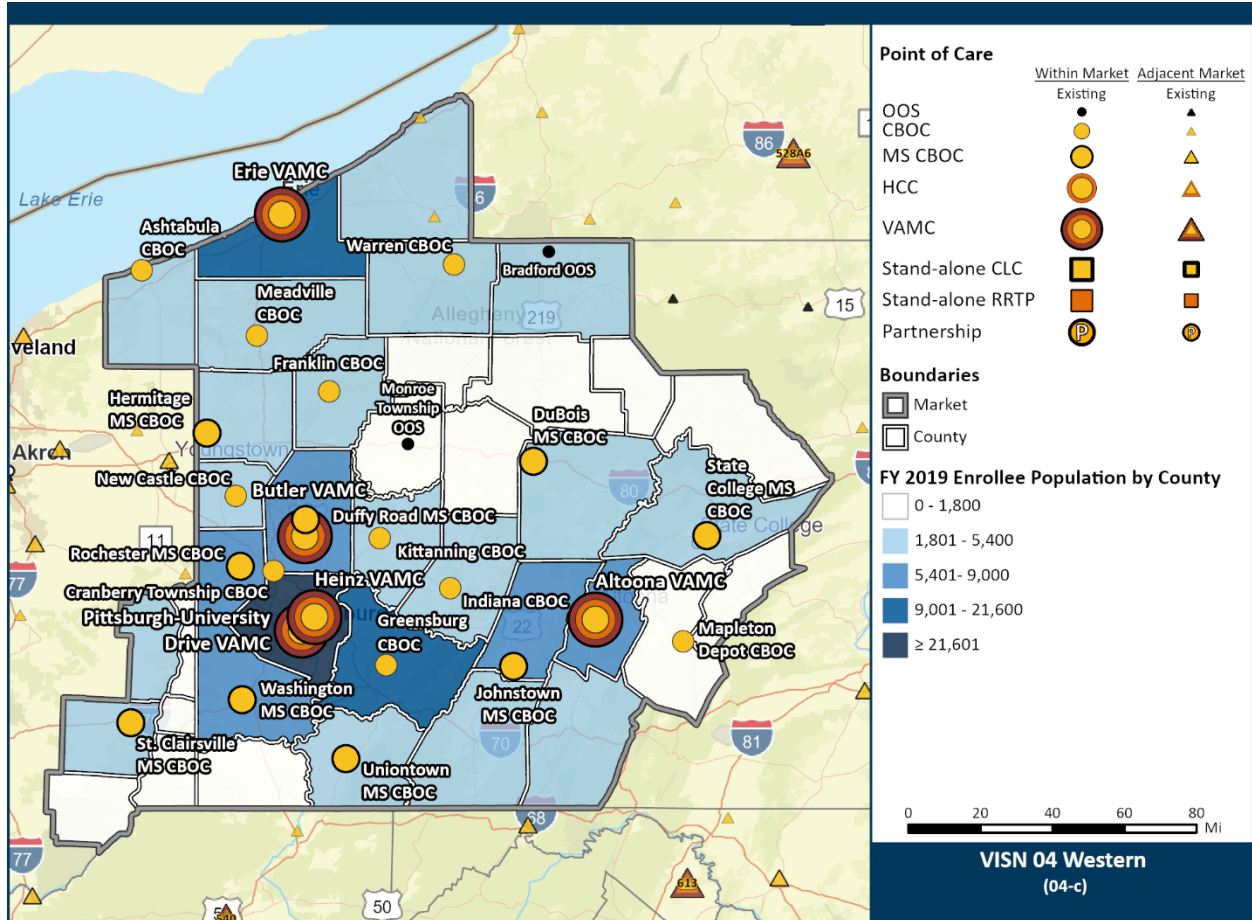 Erie VAMC
Erie
Lake Erie
Ashtabula
CBOC
Warren CBOC
Bradford OOS
Meadville
CBOC
Allegheny
National Forest
219
86
528A6
6
15
veland
Franklin CBOC
Monroe
Township
OOS
Hermitage
MS CBOC
DuBois
MS CBOC
Akron
Youngstown
New Castle CBOC
State
College MS
CBOC
State College
80
Butler VAMC
Duffy Road MS CBOC
11
Rochester MS CBOC
Kittanning CBOC
77
Cranberry Township CBOC
Heinz VAMC
Altoona VAMC
Pittsburgh-University
Drive VAMC
Indiana CBOC
22
Greensburg
CBOC
Mapleton
Depot CBOC
Washington
MS CBOC
Johnstown
MS CBOC
70
81
St. Clairsville
MS CBOC
Uniontown
MS CBOC
68
77
50
540
613
Point of Care
Within Market Adjacent Market
Existing Existing
OOS
CBOC
MS CBOC
HCC
VAMC
Stand-alone CLC
Stand-alone RRTP
Partnership P P
Boundaries
Market
County
FY 2019 Enrollee Population by County
0 - 1,800
1,801 - 5,400
5,401- 9,000
9,001 - 21,600
≥ 21,601
0 20 40 60 80
Mi
VISN 04 Western
(04-c)